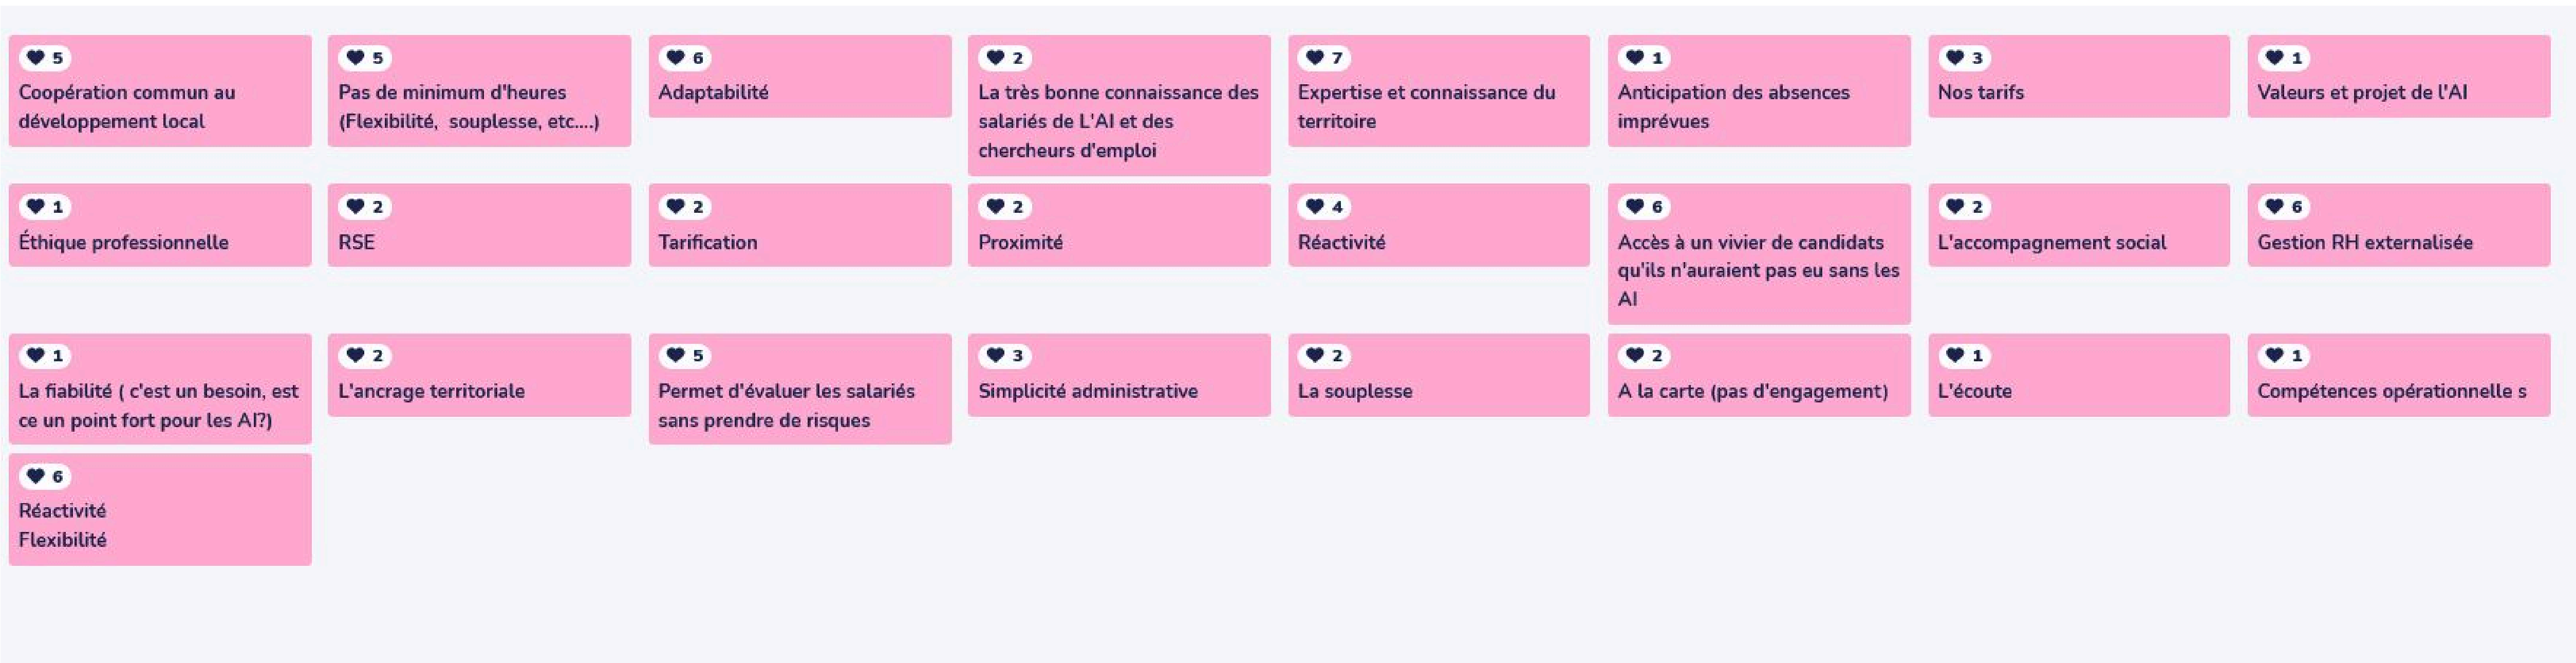 5
Coopération commun au
développement local
5
Pas de minimum d'heures
(Flexibilité,  souplesse, etc....)
6
Adaptabilité
2
La très bonne connaissance des
salariés de L'AI et des
chercheurs d'emploi
7
Expertise et connaissance du
territoire
1
Anticipation des absences
imprévues
3
Nos tarifs
1
Valeurs et projet de l'AI
1
Éthique professionnelle
2
RSE
2
Tarification
2
Proximité
4
Réactivité
6
Accès à un vivier de candidats
qu'ils n'auraient pas eu sans les
AI
2
L'accompagnement social
6
Gestion RH externalisée
1
La fiabilité ( c'est un besoin, est
ce un point fort pour les AI?)
2
L'ancrage territoriale
5
Permet d'évaluer les salariés
sans prendre de risques
3
Simplicité administrative
2
La souplesse
2
A la carte (pas d'engagement)
1
L'écoute
1
Compétences opérationnelle s
6
Réactivité
Flexibilité